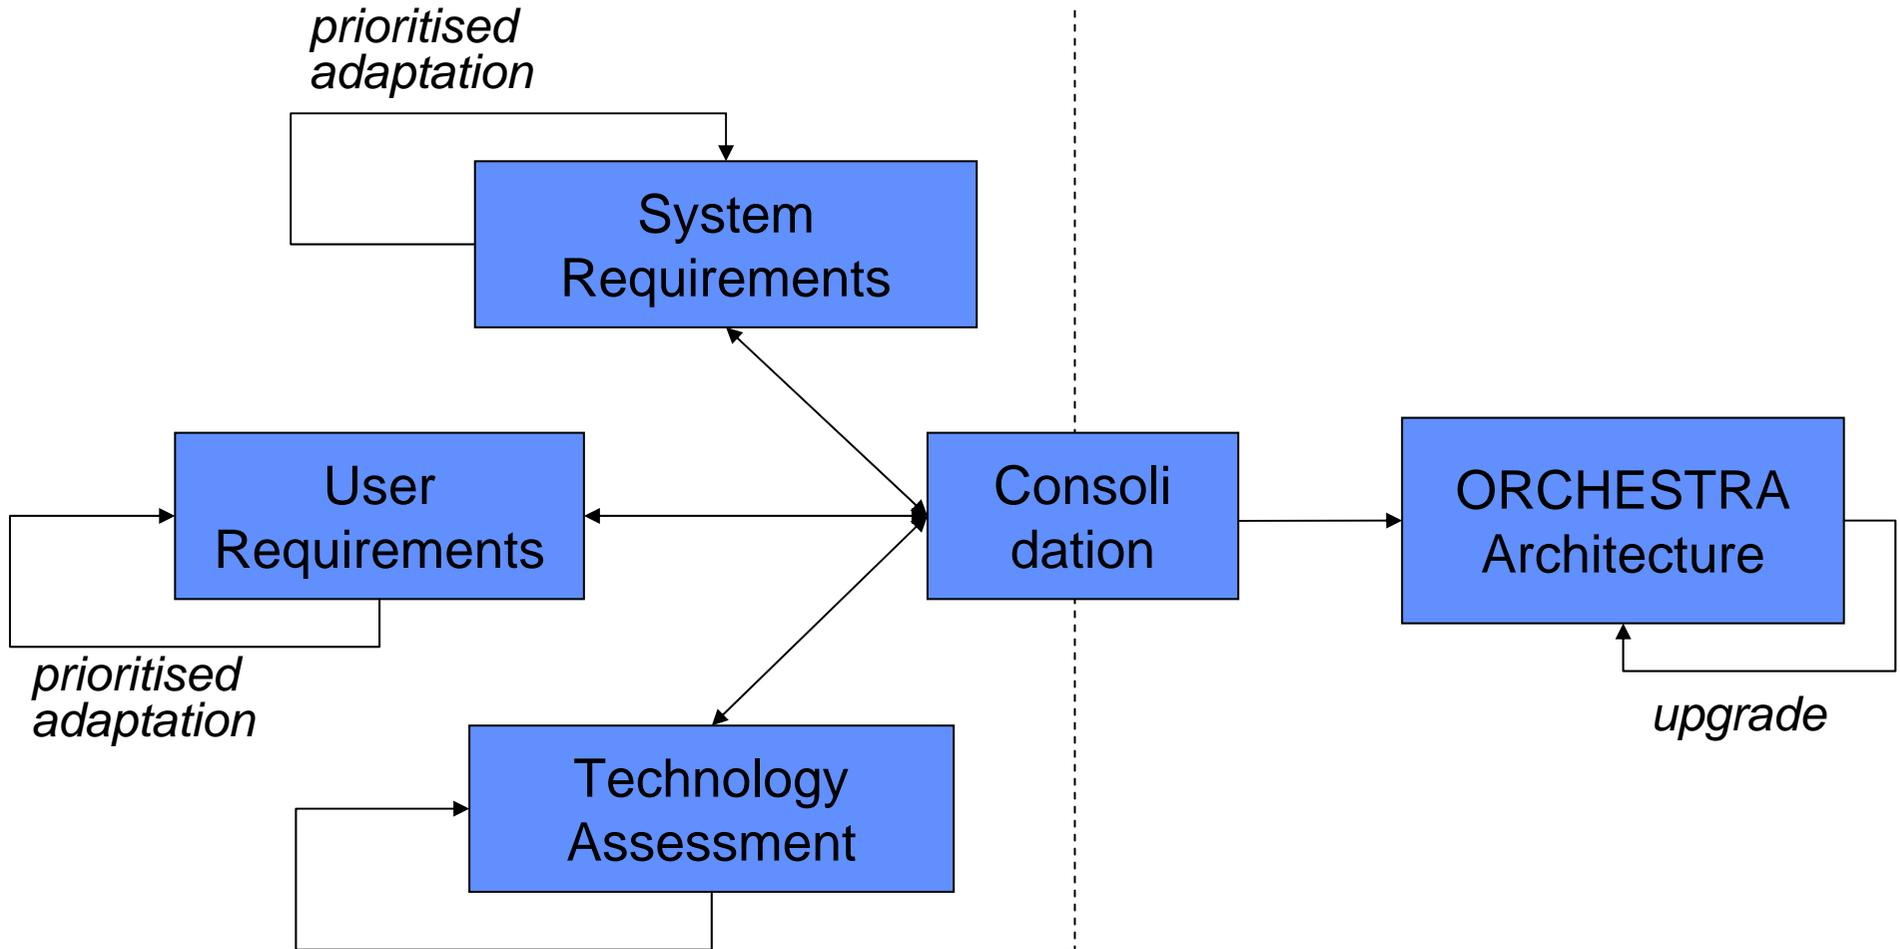 prioritised
adaptation
System
Requirements
User
Requirements
Consoli
dation
ORCHESTRA
Architecture
prioritised
adaptation
upgrade
Technology
Assessment